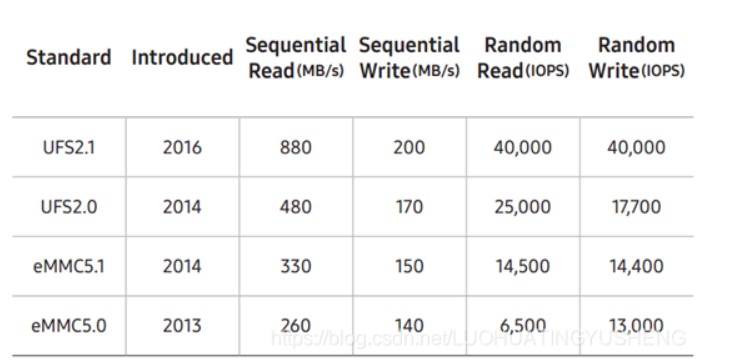 Standard Introduced Sequential Read(MB/s) Sequential Write(MB/s) Random Read(IOPS) Random Write(IOPS)
UFS2.1 2016 880 200 40,000 40,000
UFS2.0 2014 480 170 25,000 17,700
eMMC5.1 2014 330 150 14,500 14,400
eMMC5.0 2013 260 140 6,500 13,000
https://blog.csdn.net/LUOHUATINGYUSHENG